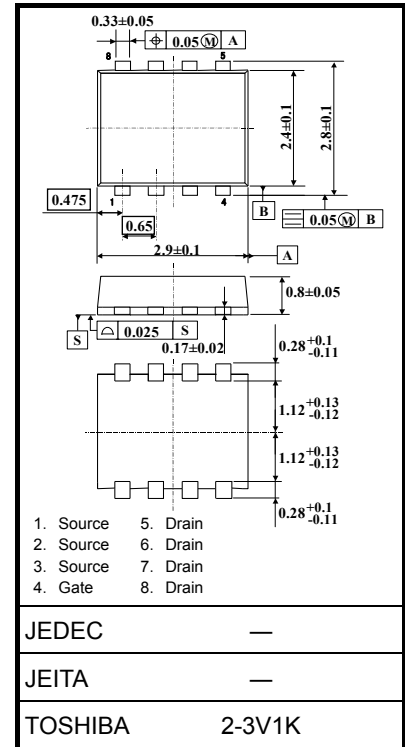 0.33±0.05
⌖ 0.05 Ⓜ A
8 5
2.4±0.1
2.8±0.1
0.475
1 4
B
0.05 Ⓜ B
0.65
2.9±0.1
A
0.8±0.05
S
⌓ 0.025 S
0.17±0.02
0.28 +0.1 -0.11
1.12 +0.13 -0.12
1.12 +0.13 -0.12
0.28 +0.1 -0.11
1. Source 5. Drain
2. Source 6. Drain
3. Source 7. Drain
4. Gate 8. Drain
JEDEC —
JEITA —
TOSHIBA 2-3V1K